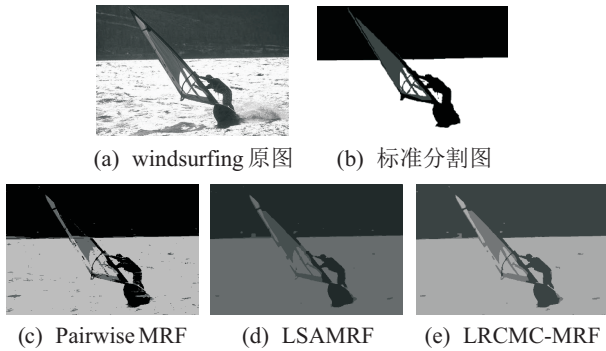 (a) windsurfing 原图
(b) 标准分割图
(c) Pairwise MRF
(d) LSAMRF
(e) LRCMC-MRF